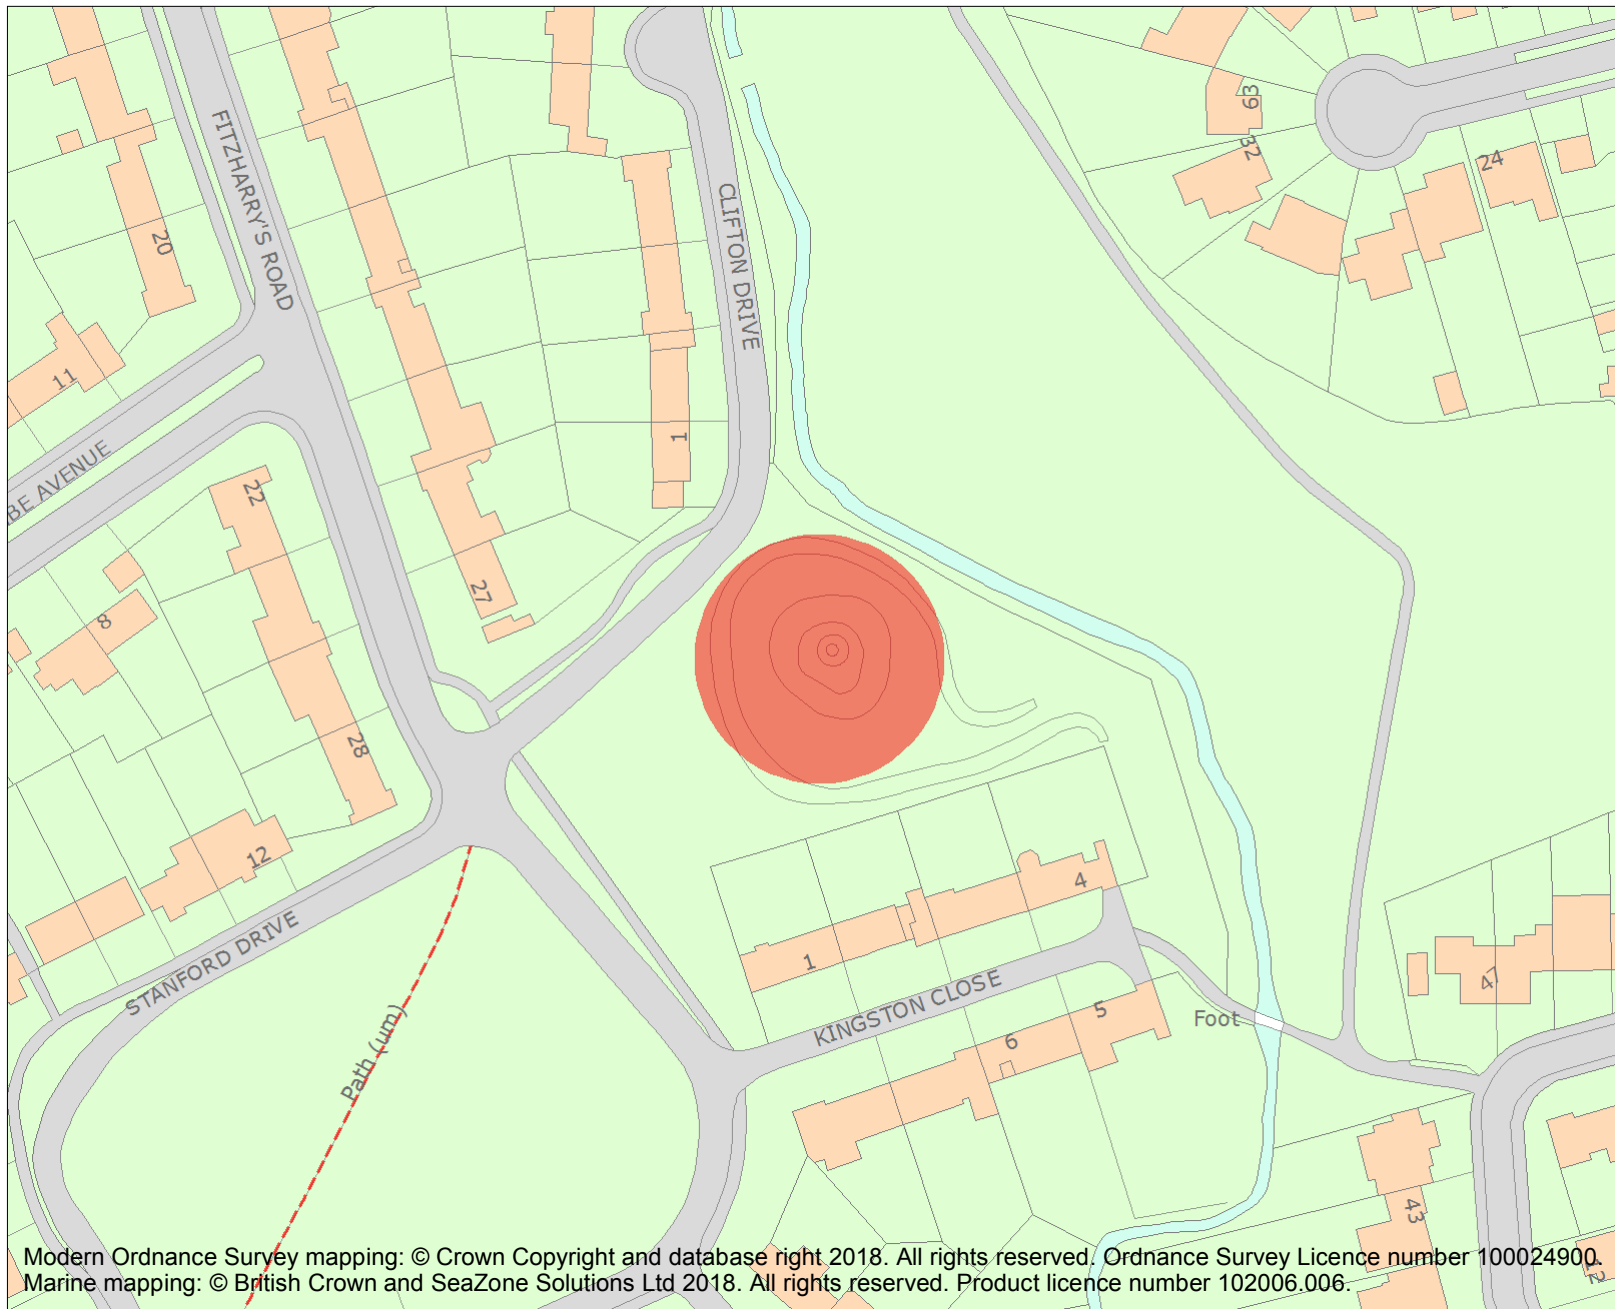 63
32
24
FITZHARRY'S ROAD
CLIFTON DRIVE
20
11
1
BE AVENUE
22
27
8
28
12
4
1
STANFORD DRIVE
47
KINGSTON CLOSE
5
Foot
6
Path (um)
43
12
Modern Ordnance Survey mapping: © Crown Copyright and database right 2018. All rights reserved. Ordnance Survey Licence number 100024900.
Marine mapping: © British Crown and SeaZone Solutions Ltd 2018. All rights reserved. Product licence number 102006.006.